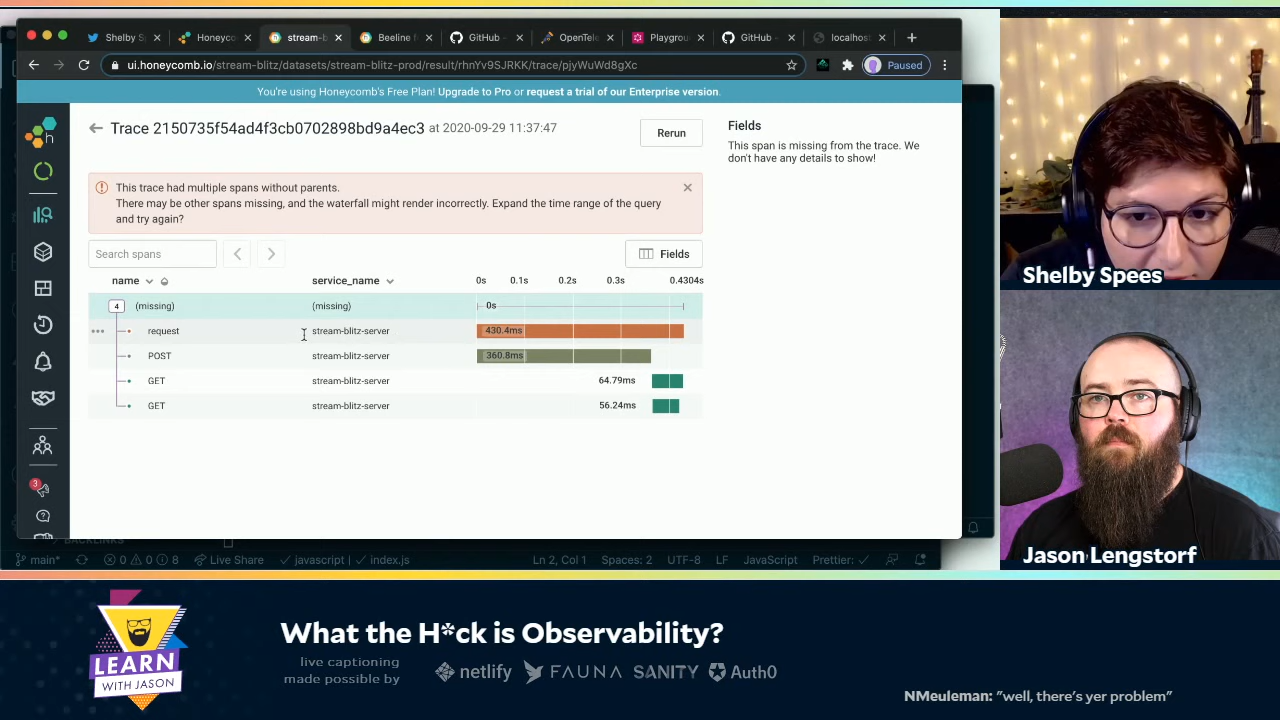 Shelby S
Honeyco
stream-b
Beeline f
GitHub -
OpenTele
Playgrou
GitHub -
localhos
ui.honeycomb.io/stream-blitz/datasets/stream-blitz-prod/result/rhnYv9SJRKK/trace/pjyWuWd8gXc
Paused
You're using Honeycomb's Free Plan! Upgrade to Pro or request a trial of our Enterprise version.
h
Trace 2150735f54ad4f3cb0702898bd9a4ec3 at 2020-09-29 11:37:47
Rerun
Fields
This span is missing from the trace. We
don't have any details to show!
This trace had multiple spans without parents.
There may be other spans missing, and the waterfall might render incorrectly. Expand the time range of the query
and try again?
Search spans
Fields
name service_name 0s 0.1s 0.2s 0.3s 0.4304s
4 (missing) (missing) 0s
request stream-blitz-server 430.4ms
POST stream-blitz-server 360.8ms
GET stream-blitz-server 64.79ms
GET stream-blitz-server 56.24ms
3
BACKLINKS
main* 0 0 8 Live Share javascript index.js Ln 2, Col 1 Spaces: 2 UTF-8 LF JavaScript Prettier:
Shelby Spees
Jason Lengstorf
LEARN
WITH JASON
What the H*ck is Observability?
live captioning
made possible by
netlify FAUNA SANITY Auth0
NMeuleman: "well, there's yer problem"